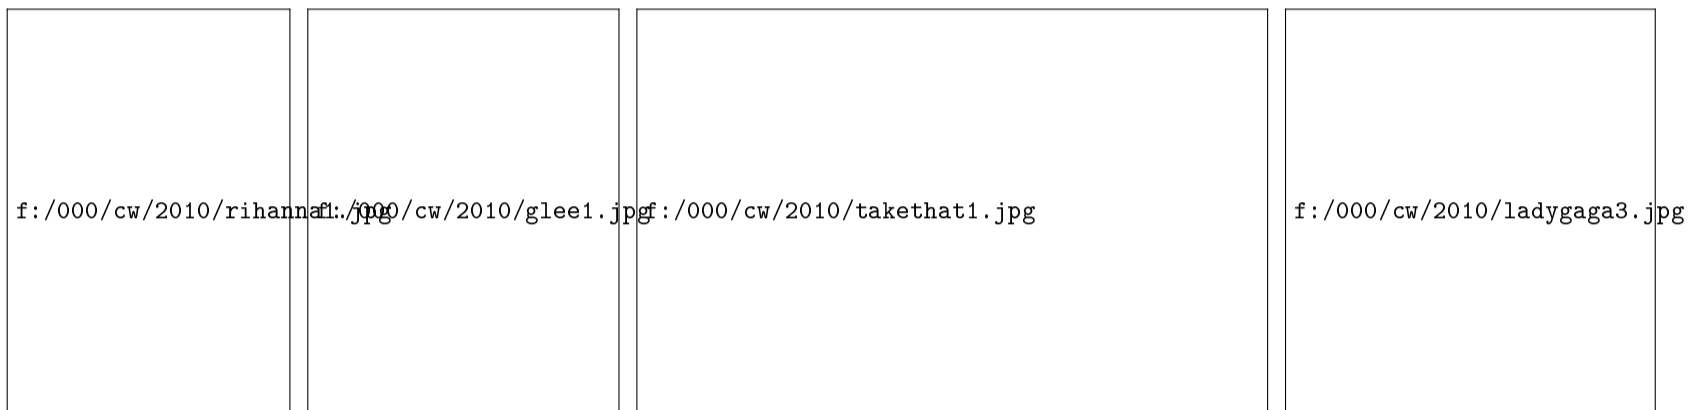 f:/000/cw/2010/rihanna1.jpg
f:/000/cw/2010/glee1.jpg
f:/000/cw/2010/takethat1.jpg
f:/000/cw/2010/ladygaga3.jpg